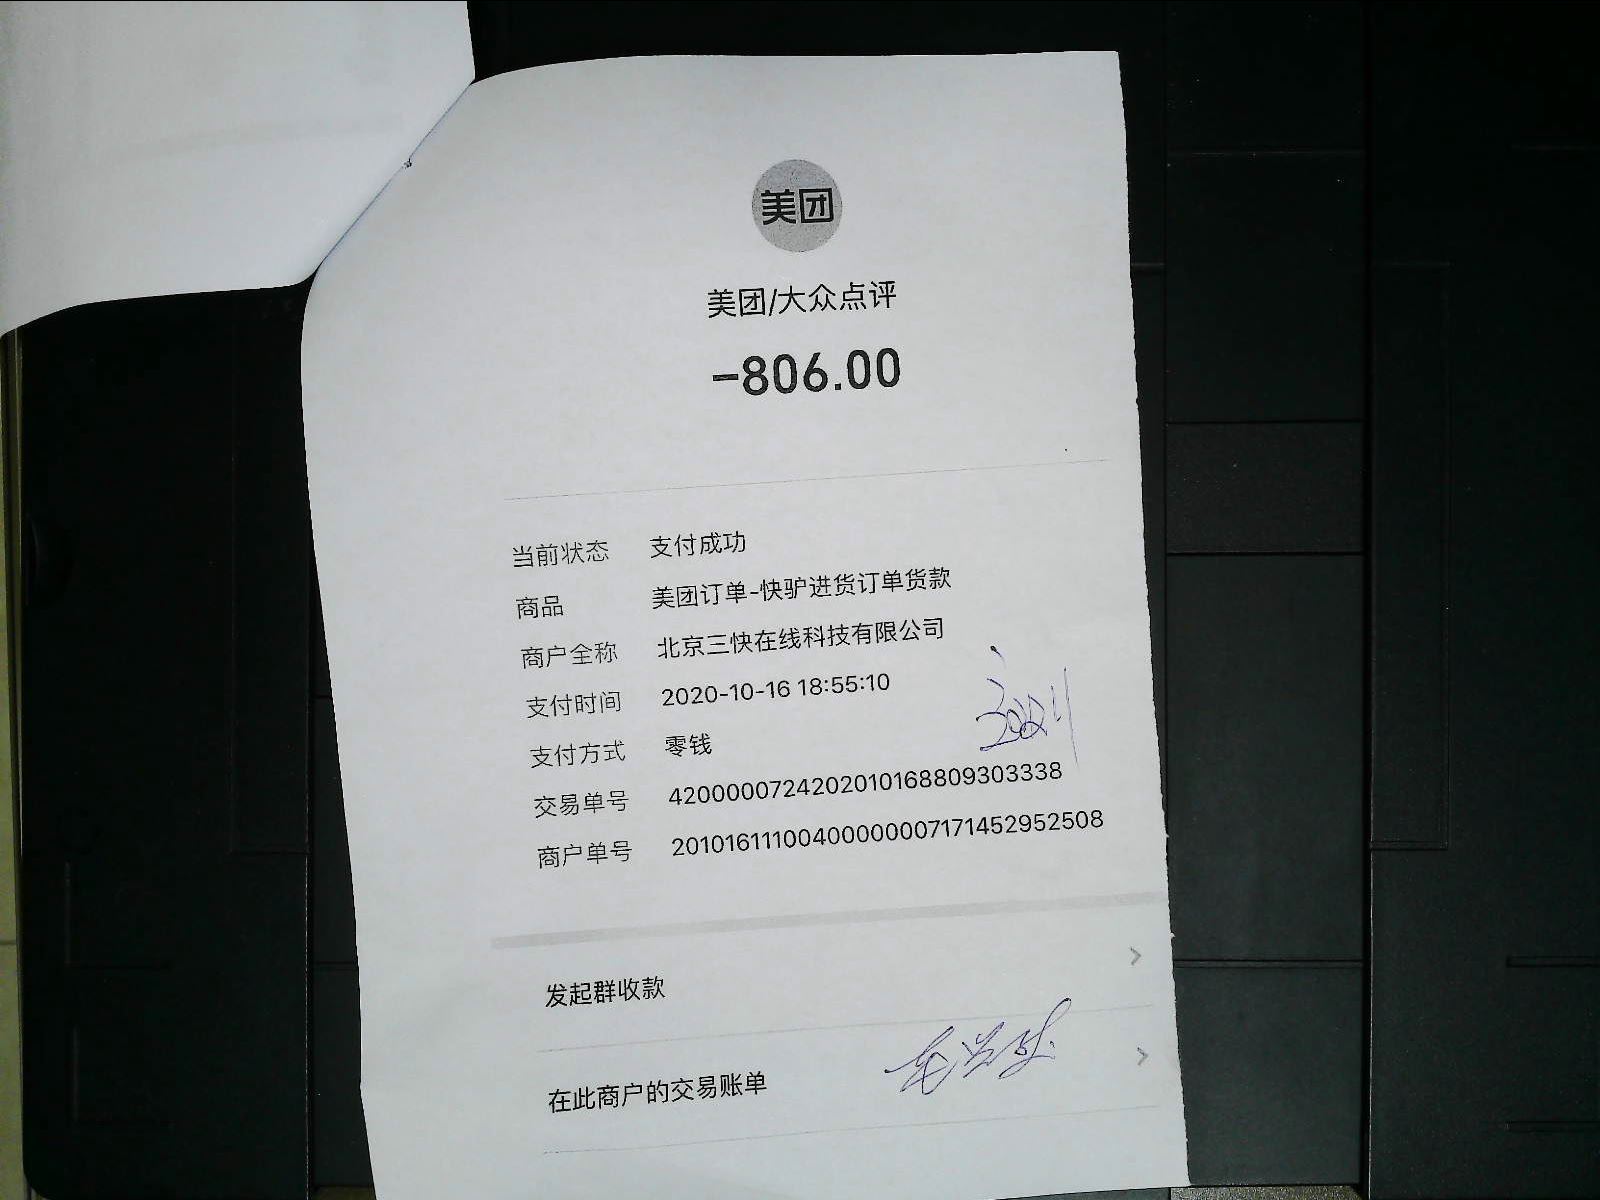 美团
美团/大众点评
-806.00
当前状态 支付成功
商品 美团订单-快驴进货订单货款
商户全称 北京三快在线科技有限公司
支付时间 2020-10-16 18:55:10
支付方式 零钱
交易单号 4200000724202010168809303338
商户单号 20101611100400000007171452952508
发起群收款
在此商户的交易账单